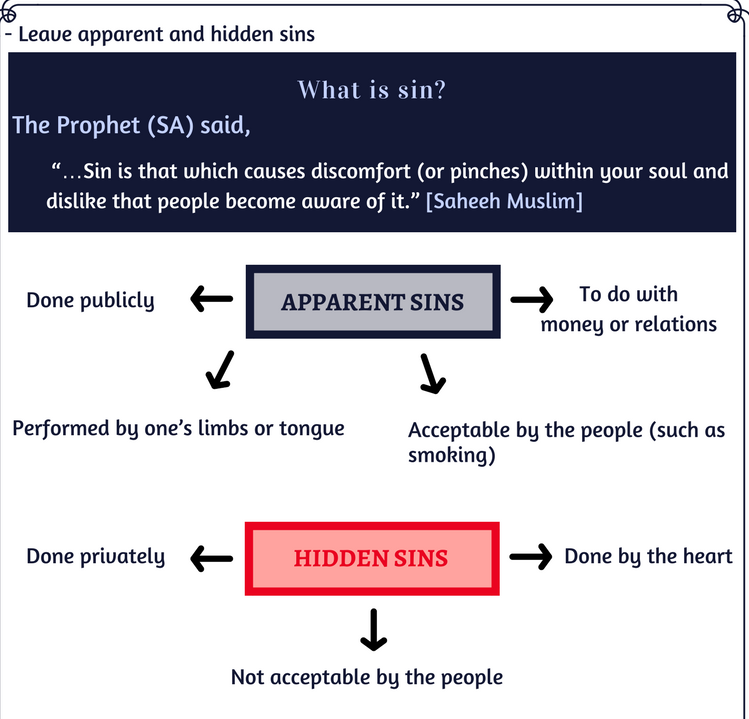 - Leave apparent and hidden sins
What is sin?
The Prophet (SA) said,
“...Sin is that which causes discomfort (or pinches) within your soul and
dislike that people become aware of it.” [Saheeh Muslim]
APPARENT SINS
Done publicly
To do with
money or relations
Performed by one’s limbs or tongue
Acceptable by the people (such as
smoking)
HIDDEN SINS
Done privately
Done by the heart
Not acceptable by the people